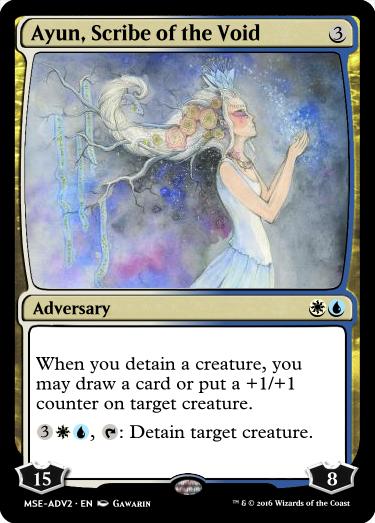 Ayun, Scribe of the Void 3
Adversary
When you detain a creature, you
may draw a card or put a +1/+1
counter on target creature.
3, : Detain target creature.
15 8
MSE-ADV2 • EN Gawarin ™ & © 2016 Wizards of the Coast